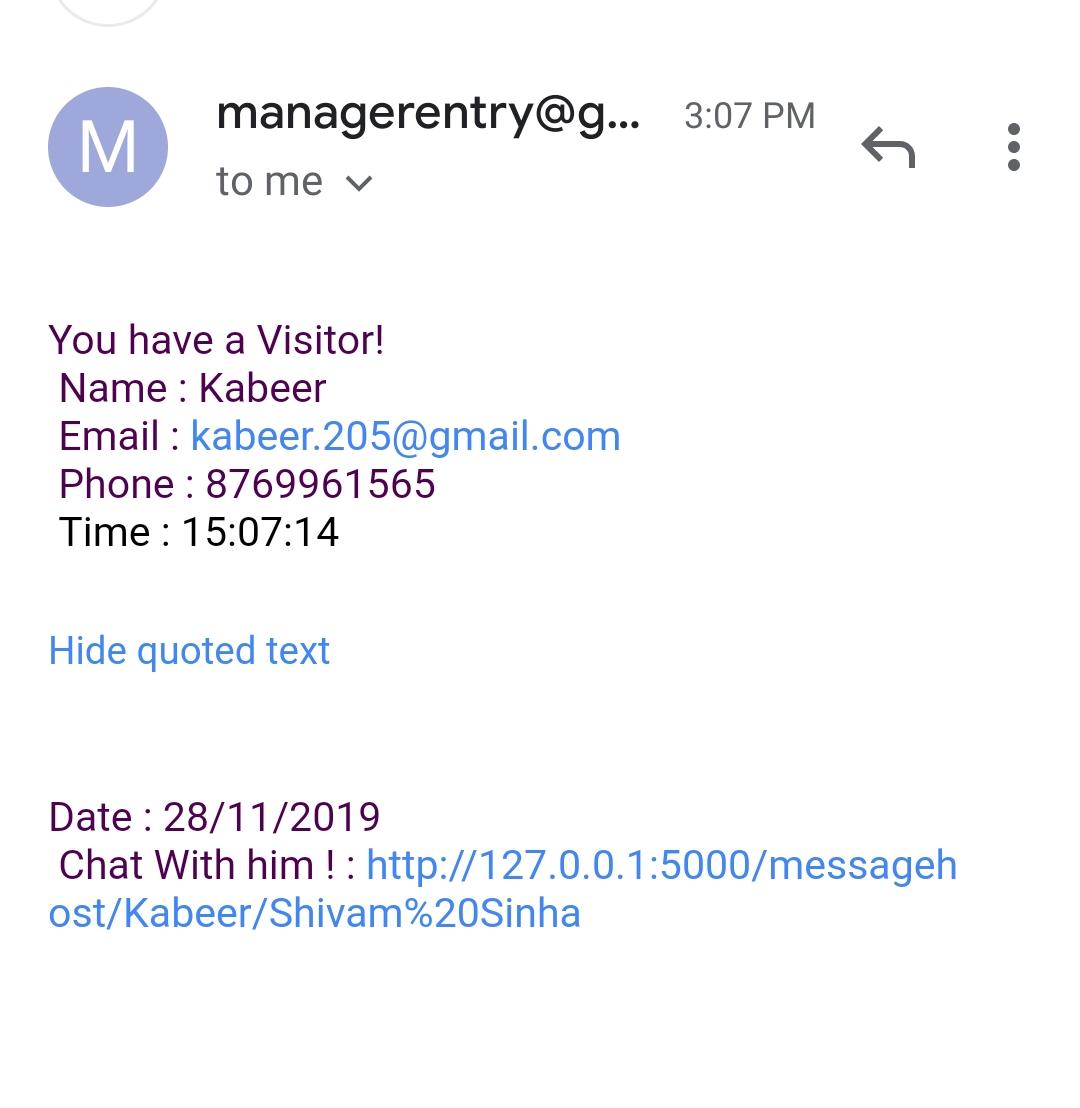 M
managerentry@g... 3:07 PM
to me
You have a Visitor!
Name : Kabeer
Email : kabeer.205@gmail.com
Phone : 8769961565
Time : 15:07:14
Hide quoted text
Date : 28/11/2019
Chat With him ! : http://127.0.0.1:5000/messageh
ost/Kabeer/Shivam%20Sinha